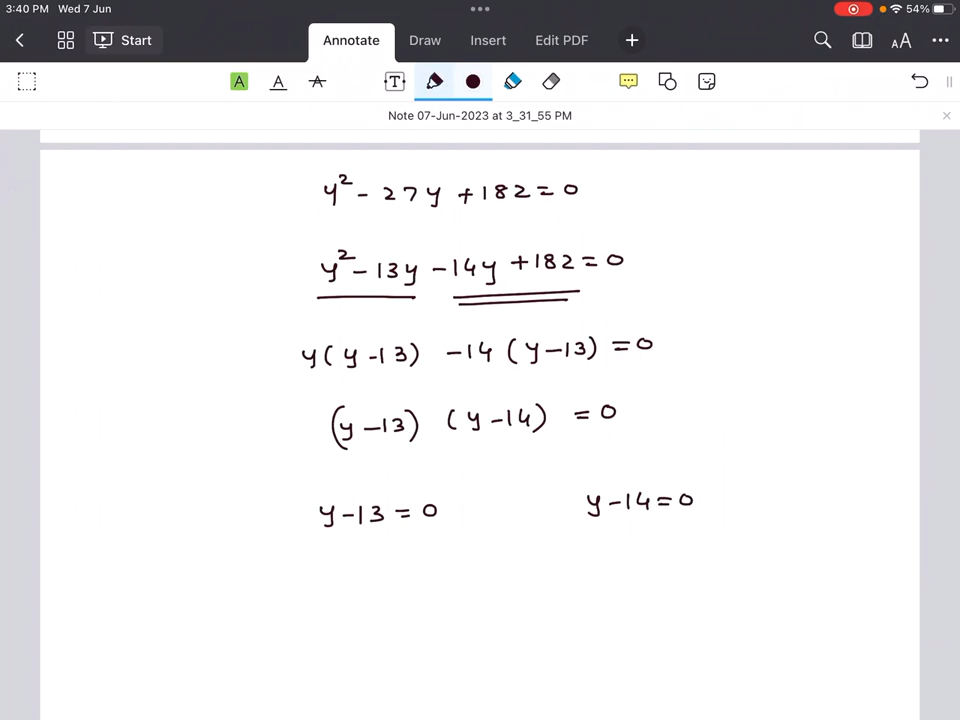 3:40 PM Wed 7 Jun 54%
Start Annotate Draw Insert Edit PDF
A A A T
Note 07-Jun-2023 at 3_31_55 PM
y² - 27y + 182 = 0
y² - 13y - 14y + 182 = 0
y(y-13) -14(y-13) = 0
(y-13) (y-14) = 0
y-13 = 0 y-14 = 0